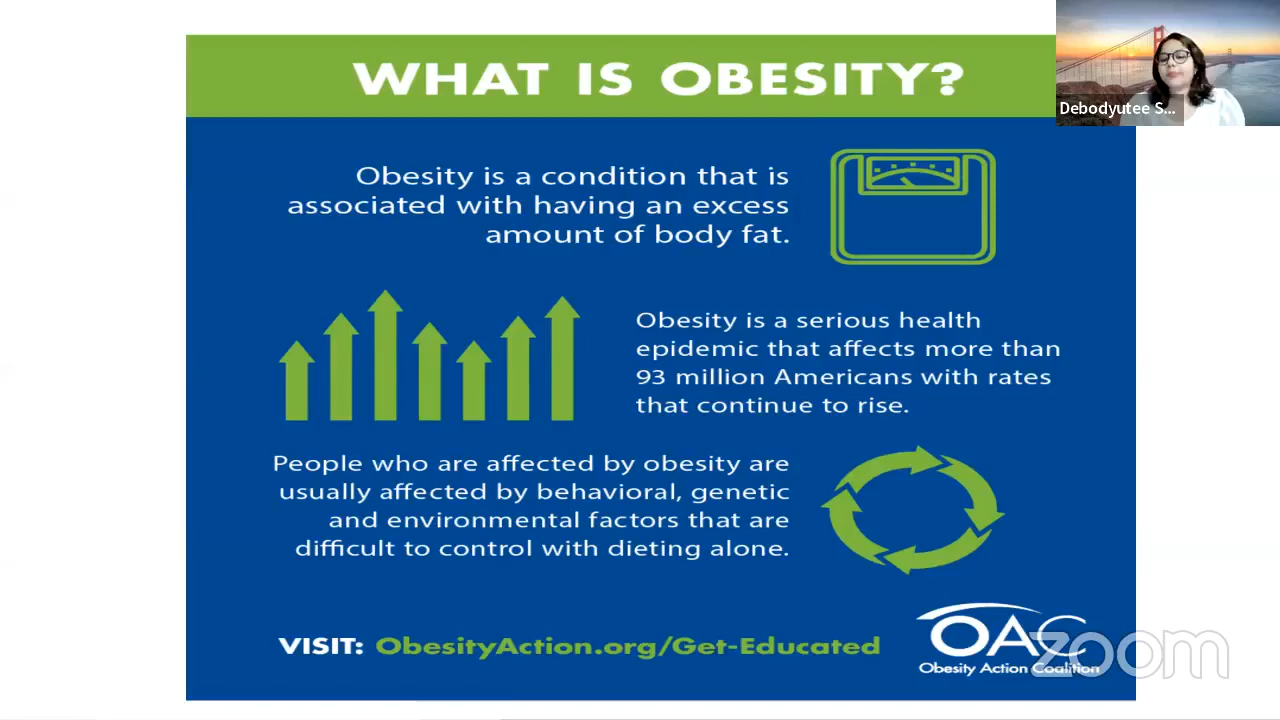 WHAT IS OBESITY?
Debodyutee S...
Obesity is a condition that is
associated with having an excess
amount of body fat.
Obesity is a serious health
epidemic that affects more than
93 million Americans with rates
that continue to rise.
People who are affected by obesity are
usually affected by behavioral, genetic
and environmental factors that are
difficult to control with dieting alone.
VISIT: ObesityAction.org/Get-Educated
OAC
Obesity Action Coalition
zoom